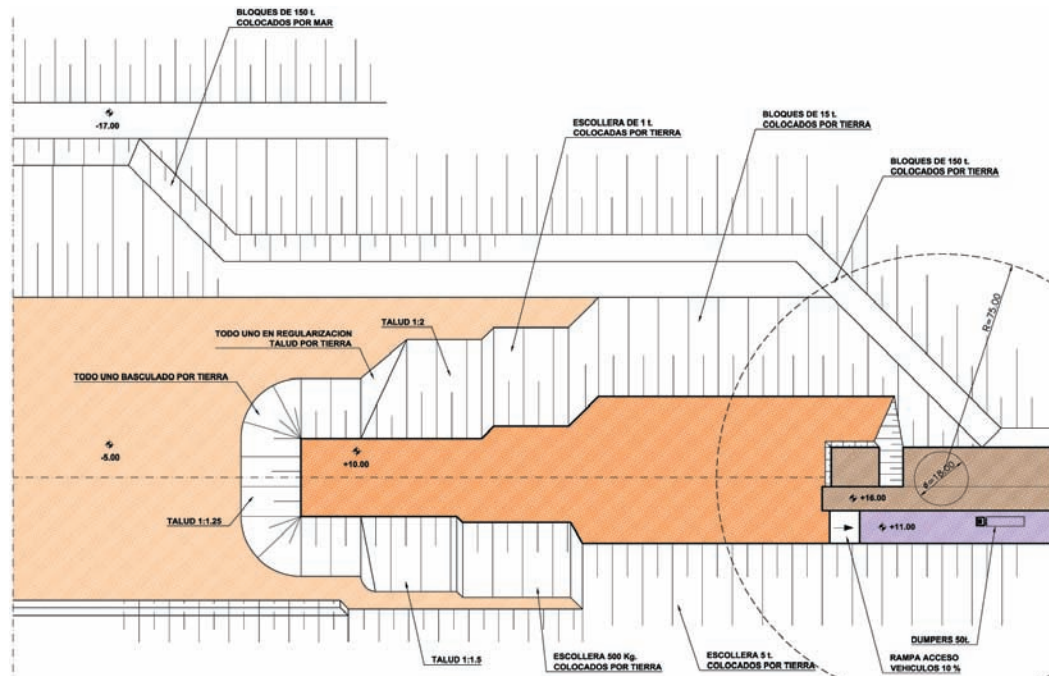 BLOQUES DE 150 t.
COLOCADOS POR MAR
-17.00
ESCOLLERA DE 1 t.
COLOCADAS POR TIERRA
BLOQUES DE 15 t.
COLOCADOS POR TIERRA
BLOQUES DE 150 t.
COLOCADOS POR TIERRA
R=75.00
TODO UNO EN REGULARIZACION
TALUD POR TIERRA
TALUD 1:2
TODO UNO BASCULADO POR TIERRA
-5.00
+10.00
ø=18.00
+16.00
+11.00
TALUD 1:1.25
TALUD 1:1.5
ESCOLLERA 500 Kg.
COLOCADOS POR TIERRA
ESCOLLERA 5 t.
COLOCADOS POR TIERRA
DUMPERS 50t.
RAMPA ACCESO
VEHICULOS 10 %